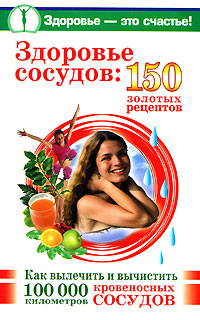 Здоровье — это счастье!
Здоровье
сосудов: 150
золотых
рецептов
Как вылечить и вычистить
100 000 кровеносных
километров СОСУДОВ